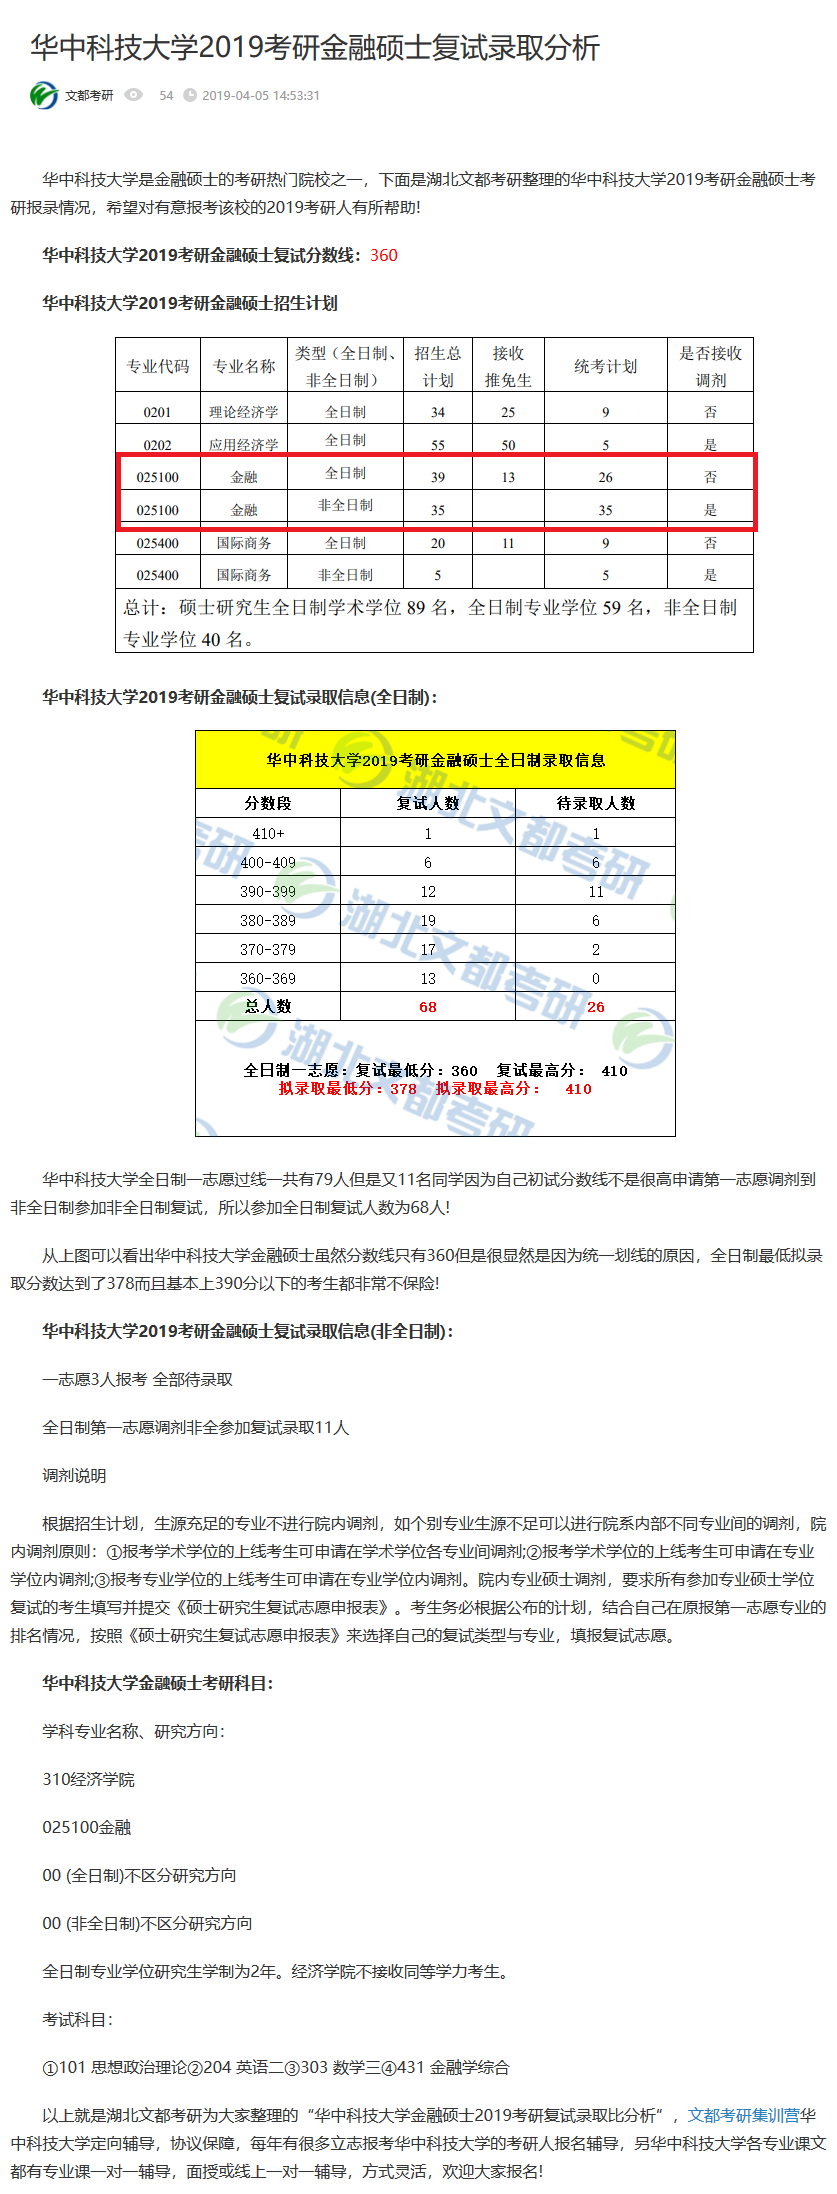 华中科技大学2019考研金融硕士复试录取分析
文都考研 54 2019-04-05 14:53:31
华中科技大学是金融硕士的考研热门院校之一，下面是湖北文都考研整理的华中科技大学2019考研金融硕士考
研报录情况，希望对有意报考该校的2019考研人有所帮助!
华中科技大学2019考研金融硕士复试分数线：360
华中科技大学2019考研金融硕士招生计划
专业代码 专业名称 类型（全日制、非全日制） 招生总计划 接收推免生 统考计划 是否接收调剂
0201 理论经济学 全日制 34 25 9 否
0202 应用经济学 全日制 55 50 5 是
025100 金融 全日制 39 13 26 否
025100 金融 非全日制 35 35 是
025400 国际商务 全日制 20 11 9 否
025400 国际商务 非全日制 5 5 是
总计：硕士研究生全日制学术学位 89 名，全日制专业学位 59 名，非全日制
专业学位 40 名。
华中科技大学2019考研金融硕士复试录取信息(全日制)：
华中科技大学2019考研金融硕士全日制录取信息
分数段 复试人数 待录取人数
410+ 1 1
400-409 6 6
390-399 12 11
380-389 19 6
370-379 17 2
360-369 13 0
总人数 68 26
全日制一志愿：复试最低分：360 复试最高分： 410
拟录取最低分：378 拟录取最高分： 410
湖北文都考研
湖北文都考研
湖北文都考研
华中科技大学全日制一志愿过线一共有79人但是又11名同学因为自己初试分数线不是很高申请第一志愿调剂到
非全日制参加非全日制复试，所以参加全日制复试人数为68人!
从上图可以看出华中科技大学金融硕士虽然分数线只有360但是很显然是因为统一划线的原因，全日制最低拟录
取分数达到了378而且基本上390分以下的考生都非常不保险!
华中科技大学2019考研金融硕士复试录取信息(非全日制)：
一志愿3人报考 全部待录取
全日制第一志愿调剂非全参加复试录取11人
调剂说明
根据招生计划，生源充足的专业不进行院内调剂，如个别专业生源不足可以进行院系内部不同专业间的调剂，院
内调剂原则：①报考学术学位的上线考生可申请在学术学位各专业间调剂;②报考学术学位的上线考生可申请在专业
学位内调剂;③报考专业学位的上线考生可申请在专业学位内调剂。院内专业硕士调剂，要求所有参加专业硕士学位
复试的考生填写并提交《硕士研究生复试志愿申报表》。考生务必根据公布的计划，结合自己在原报第一志愿专业的
排名情况，按照《硕士研究生复试志愿申报表》来选择自己的复试类型与专业，填报复试志愿。
华中科技大学金融硕士考研科目：
学科专业名称、研究方向：
310经济学院
025100金融
00 (全日制)不区分研究方向
00 (非全日制)不区分研究方向
全日制专业学位研究生学制为2年。经济学院不接收同等学力考生。
考试科目：
①101 思想政治理论②204 英语二③303 数学三④431 金融学综合
以上就是湖北文都考研为大家整理的“华中科技大学金融硕士2019考研复试录取比分析”，文都考研集训营华
中科技大学定向辅导，协议保障，每年有很多立志报考华中科技大学的考研人报名辅导，另华中科技大学各专业课文
都有专业课一对一辅导，面授或线上一对一辅导，方式灵活，欢迎大家报名!